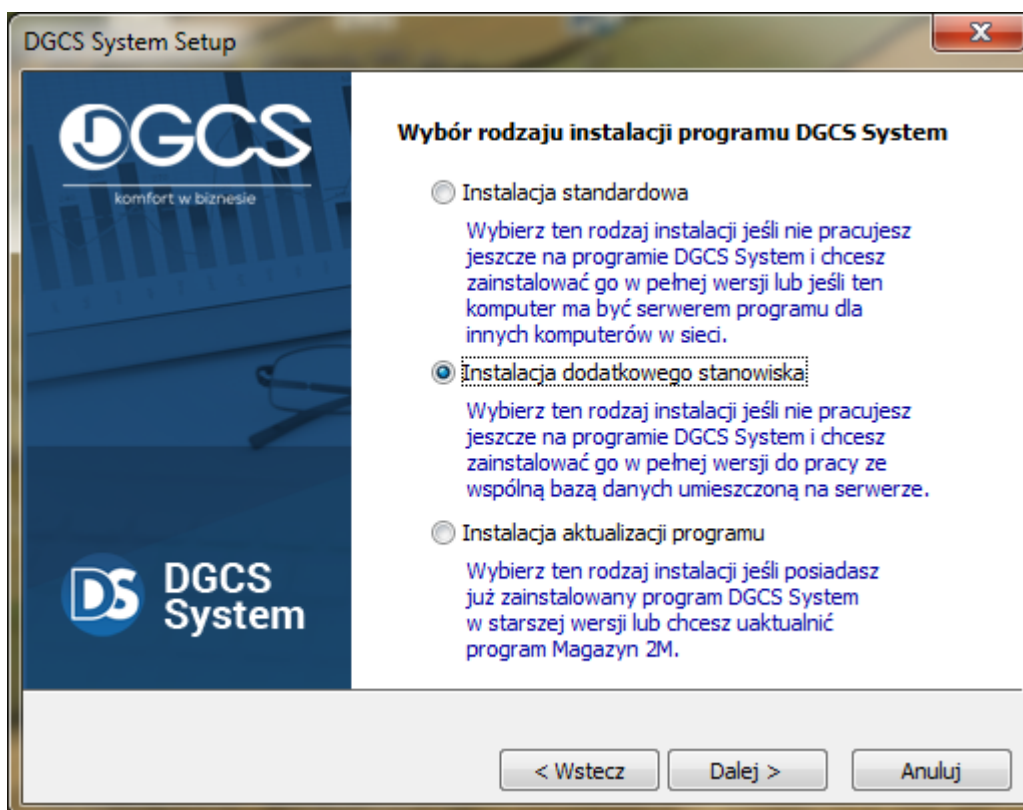 DGCS System Setup
DGCS
komfort w biznesie
Wybór rodzaju instalacji programu DGCS System
Instalacja standardowa
Wybierz ten rodzaj instalacji jeśli nie pracujesz
jeszcze na programie DGCS System i chcesz
zainstalować go w pełnej wersji lub jeśli ten
komputer ma być serwerem programu dla
innych komputerów w sieci.
Instalacja dodatkowego stanowiska
Wybierz ten rodzaj instalacji jeśli nie pracujesz
jeszcze na programie DGCS System i chcesz
zainstalować go w pełnej wersji do pracy ze
wspólną bazą danych umieszczoną na serwerze.
Instalacja aktualizacji programu
Wybierz ten rodzaj instalacji jeśli posiadasz
już zainstalowany program DGCS System
w starszej wersji lub chcesz uaktualnić
program Magazyn 2M.
DS DGCS
System
< Wstecz
Dalej >
Anuluj